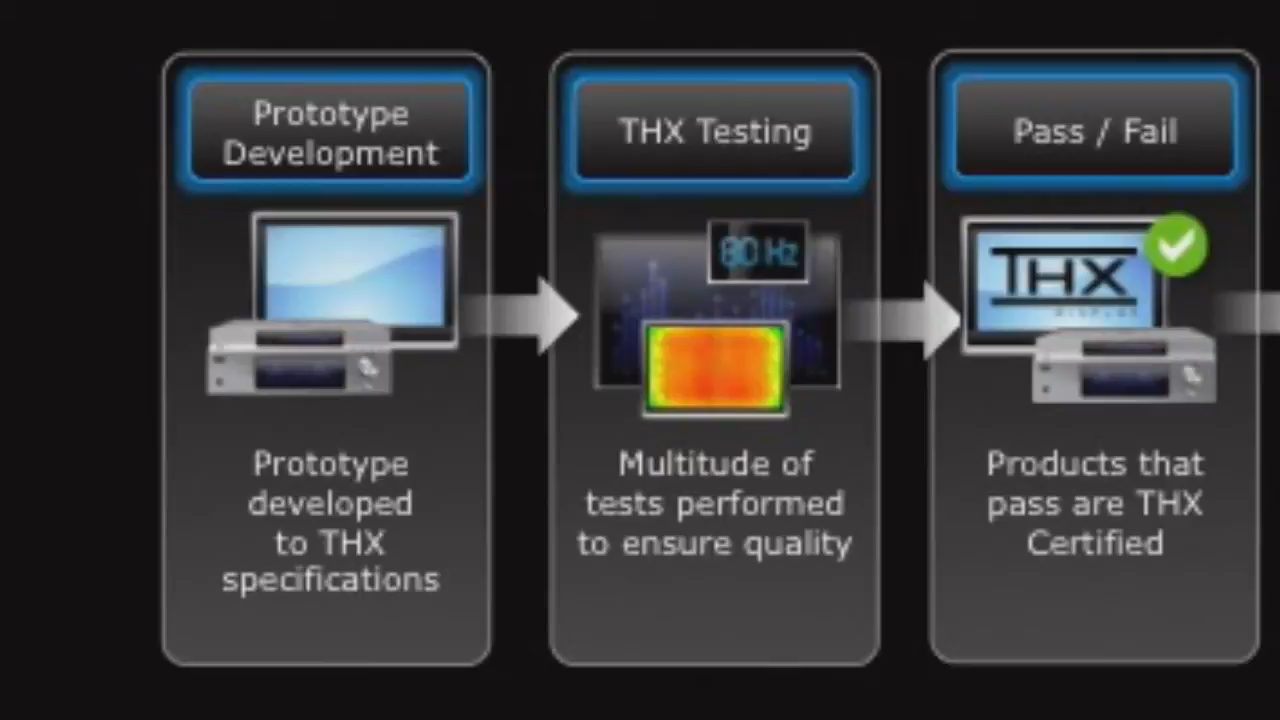 Prototype
Development
THX Testing
Pass / Fail
80 Hz
THX
DISPLAY
Prototype
developed
to THX
specifications
Multitude of
tests performed
to ensure quality
Products that
pass are THX
Certified